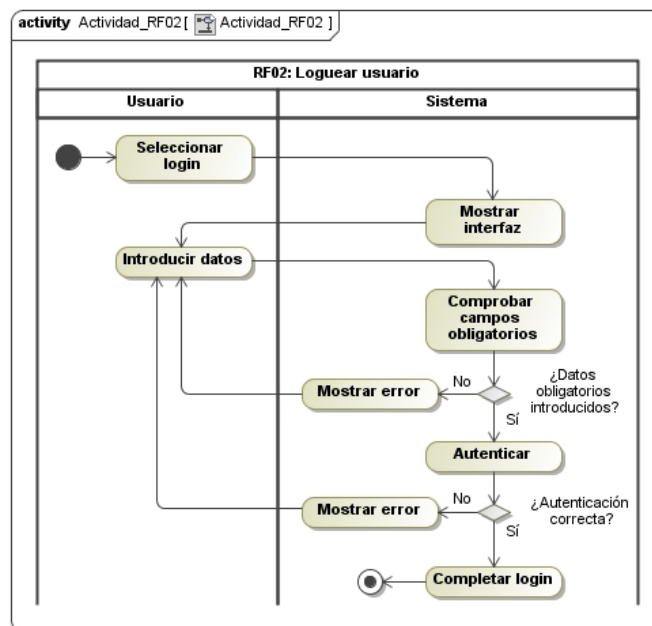 activity Actividad_RF02[ Actividad_RF02 ]
RF02: Loguear usuario
Usuario
Sistema
Seleccionar
login
Mostrar
interfaz
Introducir datos
Comprobar
campos
obligatorios
¿Datos
obligatorios
introducidos?
No
Mostrar error
Sí
Autenticar
¿Autenticación
correcta?
No
Mostrar error
Sí
Completar login